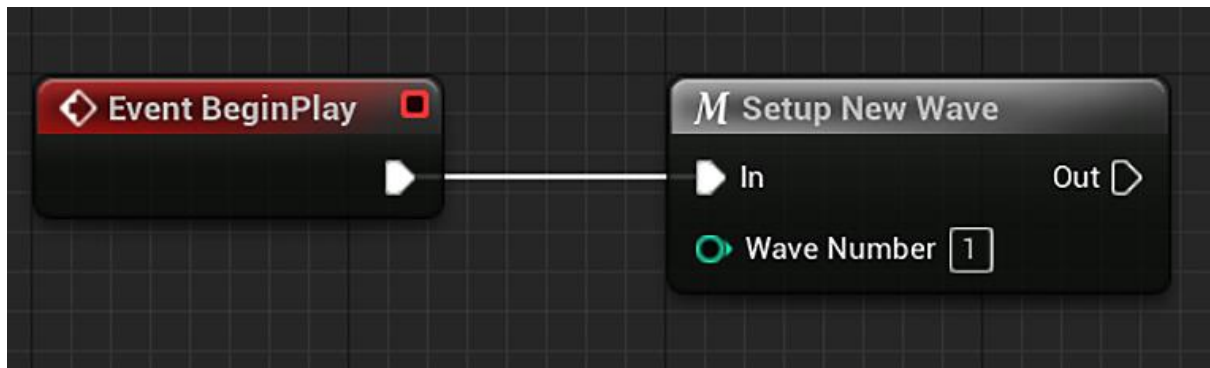 Event BeginPlay
M Setup New Wave
In
Out
Wave Number 1